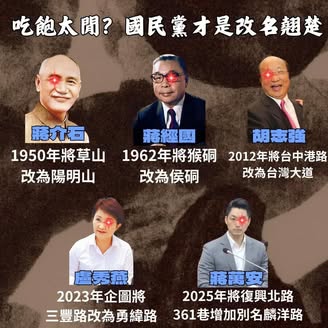 吃飽太閒？國民黨才是改名翹楚
蔣介石
1950年將草山
改為陽明山
蔣經國
1962年將猴硐
改為侯硐
胡志強
2012年將台中港路
改為台灣大道
盧秀燕
2023年企圖將
三豐路改為勇緯路
蔣萬安
2025年將復興北路
361巷增加別名麟洋路